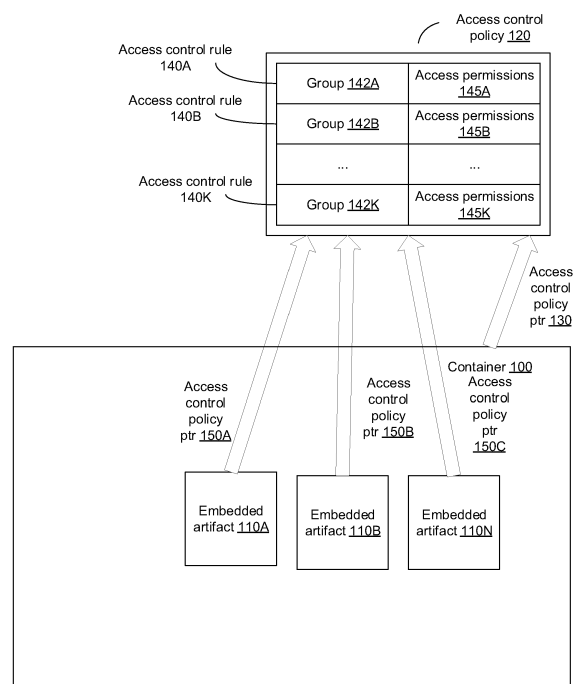 Access control
policy 120
Access control rule
140A
Group 142A
Access permissions
145A
Access control rule
140B
Group 142B
Access permissions
145B
...
...
Access control rule
140K
Group 142K
Access permissions
145K
Access
control
policy
ptr 130
Container 100
Access
control
policy
ptr 150A
Access
control
policy
ptr 150B
Access
control
policy
ptr
150C
Embedded
artifact 110A
Embedded
artifact 110B
Embedded
artifact 110N